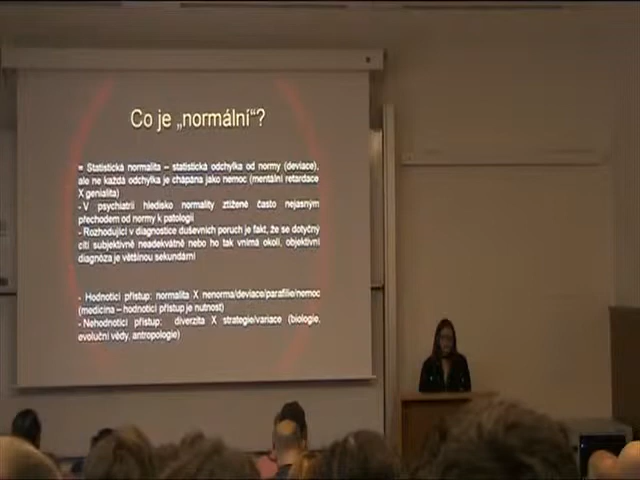 Co je „normální“?
= Statistická normalita – statistická odchylka od normy (deviace),
ale ne každá odchylka je chápána jako nemoc (mentální retardace
X genialita)
- V psychiatrii hledisko normality ztížené často nejasným
přechodem od normy k patologii
- Rozhodující v diagnostice duševních poruch je fakt, že se dotyčný
cítí subjektivně neadekvátně nebo ho tak vnímá okolí, objektivní
diagnóza je většinou sekundární
- Hodnotící přístup: normalita X nenorma/deviace/parafilie/nemoc
(medicína – hodnotící přístup je nutnost)
- Nehodnotící přístup: diverzita X strategie/variace (biologie,
evoluční vědy, antropologie)